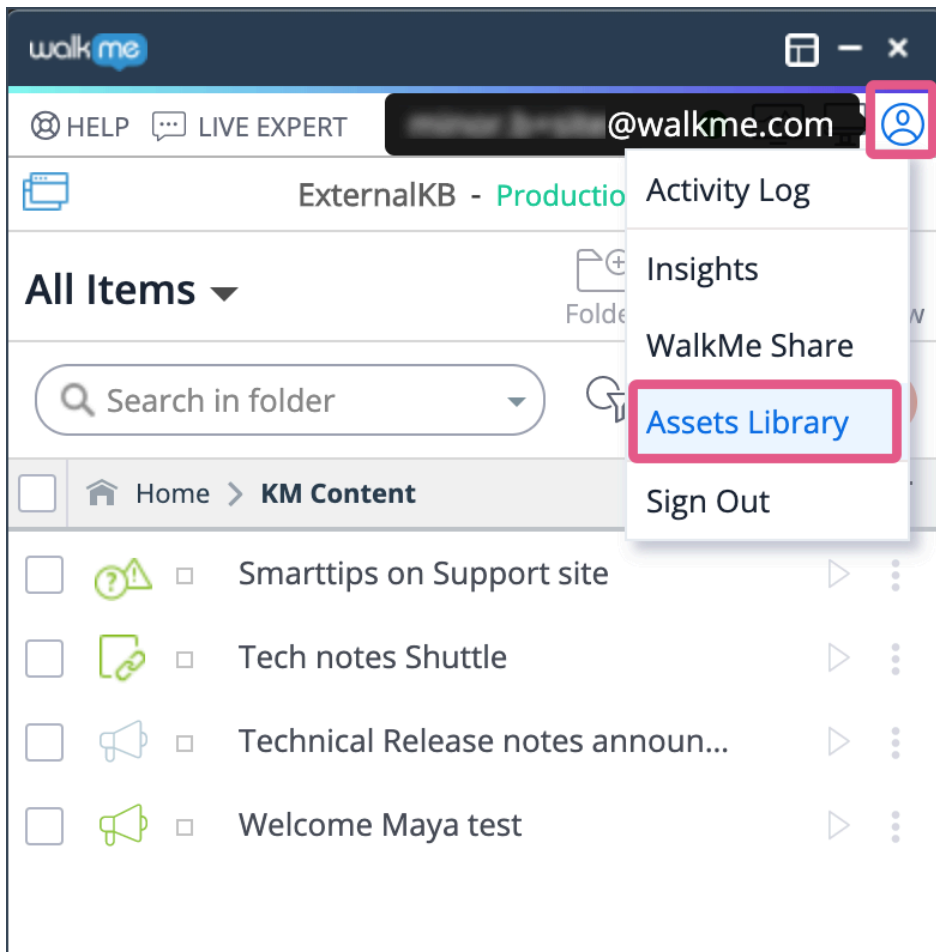 walkme
HELP LIVE EXPERT @walkme.com
ExternalKB - Productio
Activity Log
All Items
Folde
Insights
WalkMe Share
Search in folder
Assets Library
Home > KM Content
Sign Out
Smarttips on Support site
Tech notes Shuttle
Technical Release notes announ...
Welcome Maya test